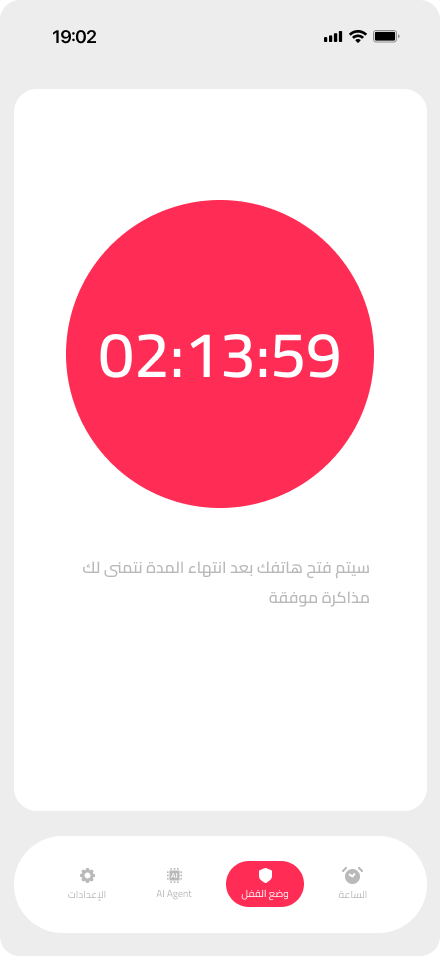 19:02
02:13:59
سيتم فتح هاتفك بعد انتهاء المدة نتمنى لك
مذاكرة موفقة
الساعة
وضع القفل
AI
AI Agent
الإعدادات